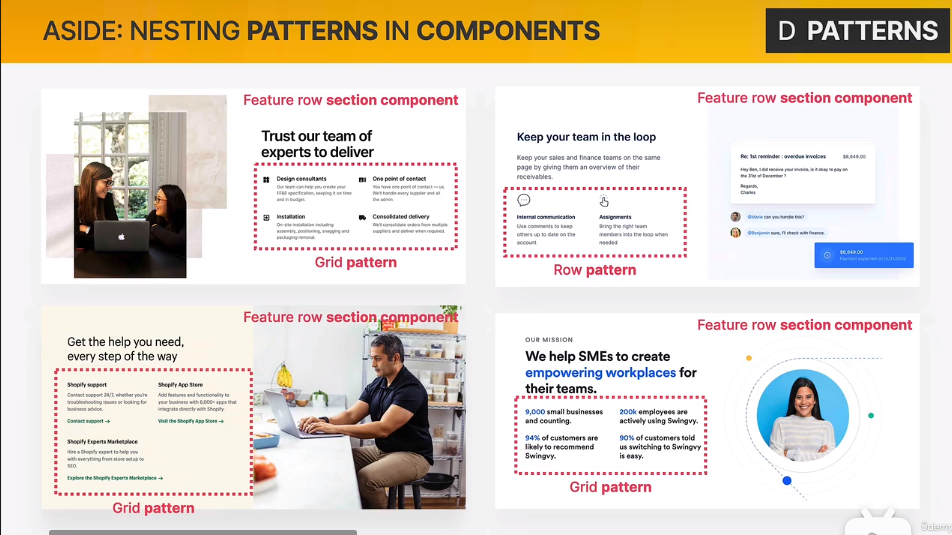 ASIDE: NESTING PATTERNS IN COMPONENTS
D PATTERNS
Feature row section component
Trust our team of
experts to deliver
Design consultants
Our team can help you create your
FF&E specification, keeping it on time
and in budget.
One point of contact
You have one point of contact — us.
We'll handle every supplier and all
the admin.
Installation
On-site installation including
assembly, positioning, snagging and
packaging removal.
Consolidated delivery
We'll consolidate orders from multiple
suppliers and deliver when required.
Grid pattern
Feature row section component
Keep your team in the loop
Keep your sales and finance teams on the same
page by giving them an overview of their
receivables.
Internal communication
Use comments to keep
others up to date on the
account
Assignments
Bring the right team
members into the loop when
needed
Row pattern
Re: 1st reminder : overdue invoices
$8,949.00
Hey Ben, I did receive your invoice, is it okay to pay on
the 31st of December ?
Regards,
Charles
@Maria can you handle this?
@Benjamin sure, I'll check with finance.
$8,949.00
Payment expected on 12/31/2023
Feature row section component
Get the help you need,
every step of the way
Shopify support
Contact support 24/7, whether you're
troubleshooting issues or looking for
business advice.
Contact support →
Shopify App Store
Add features and functionality to
your business with 6,000+ apps that
integrate directly with Shopify.
Visit the Shopify App Store →
Shopify Experts Marketplace
Hire a Shopify expert to help you
with everything from store setup to
SEO.
Explore the Shopify Experts Marketplace →
Grid pattern
Feature row section component
OUR MISSION
We help SMEs to create
empowering workplaces for
their teams.
9,000 small businesses
and counting.
200k employees are
actively using Swingvy.
94% of customers are
likely to recommend
Swingvy.
90% of customers told
us switching to Swingvy
is easy.
Grid pattern
Udemy